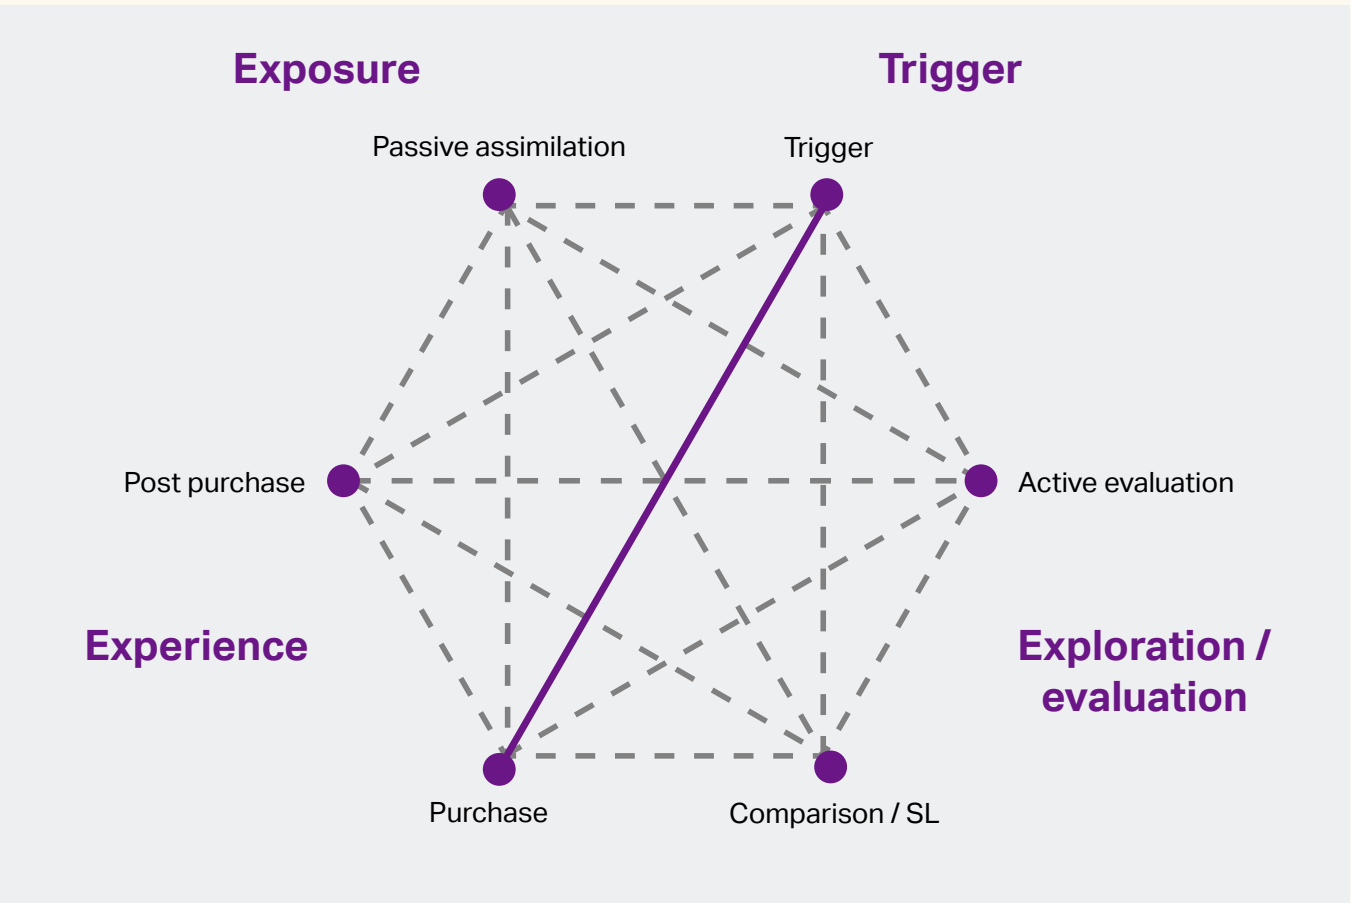 Exposure
Trigger
Passive assimilation
Trigger
Post purchase
Active evaluation
Experience
Exploration /
evaluation
Purchase
Comparison / SL